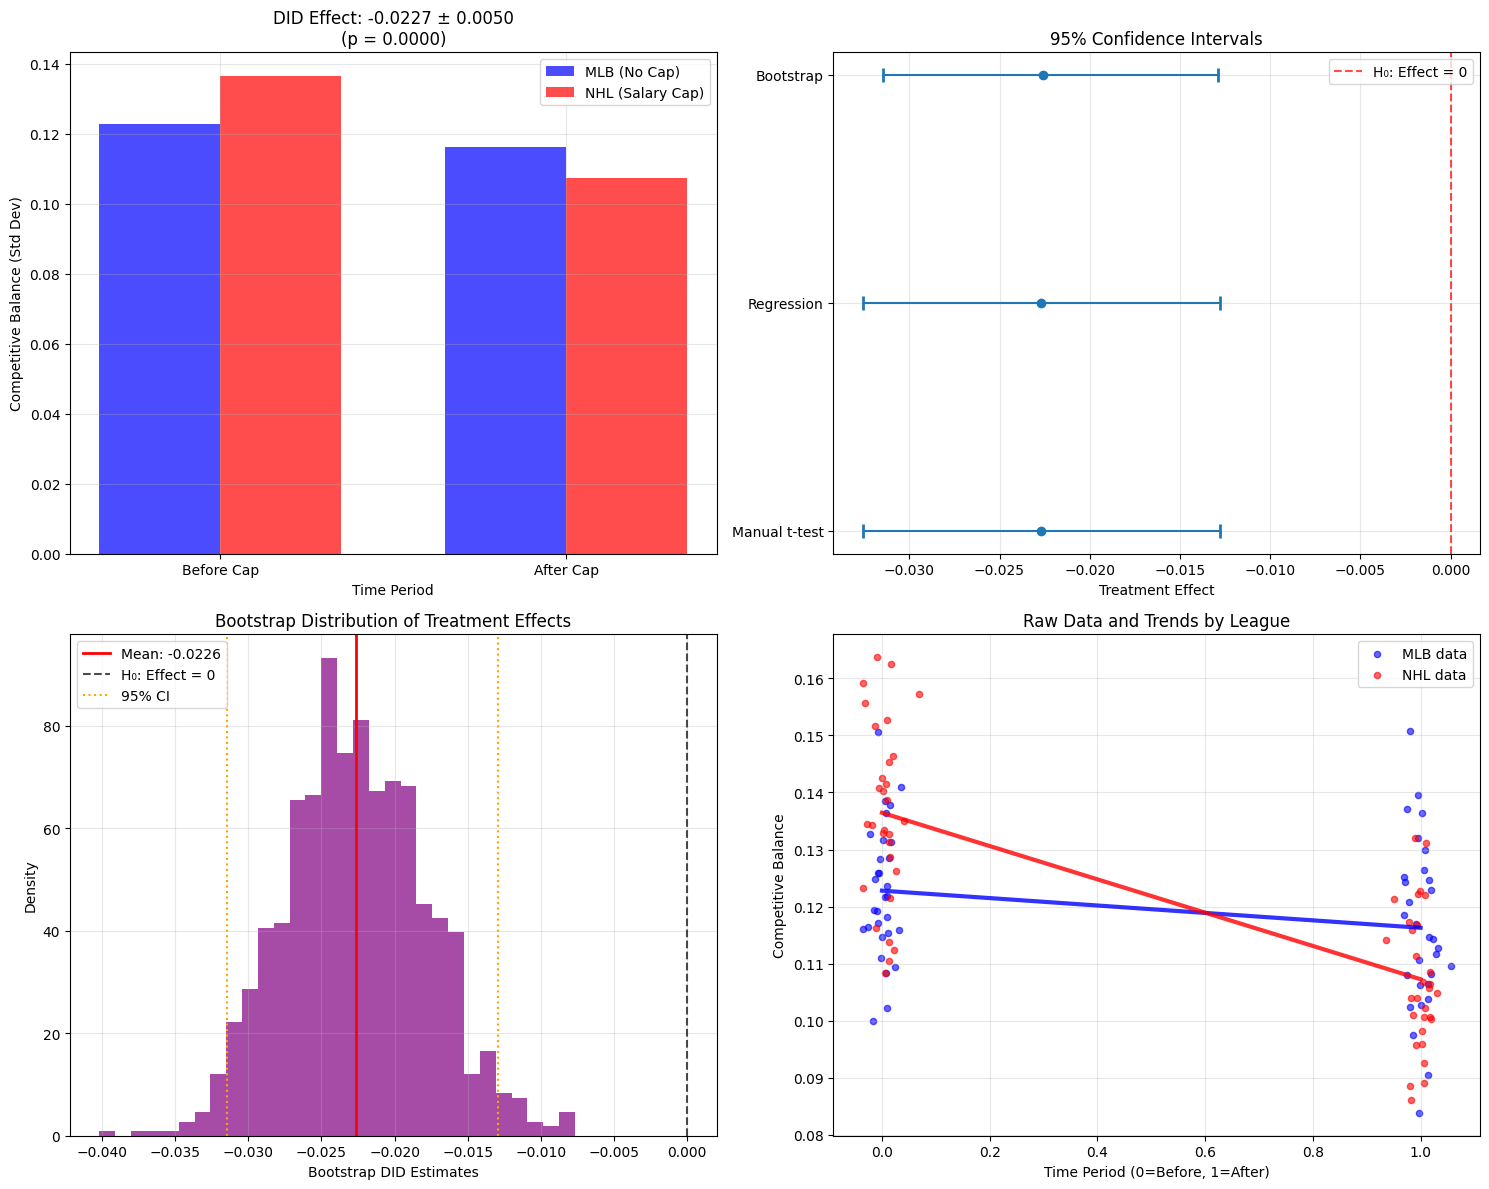 DID Effect: -0.0227 ± 0.0050
(p = 0.0000)
MLB (No Cap)
NHL (Salary Cap)
Competitive Balance (Std Dev)
0.14
0.12
0.10
0.08
0.06
0.04
0.02
0.00
Before Cap
After Cap
Time Period
95% Confidence Intervals
H₀: Effect = 0
Bootstrap
Regression
Manual t-test
−0.030
−0.025
−0.020
−0.015
−0.010
−0.005
0.000
Treatment Effect
Bootstrap Distribution of Treatment Effects
Mean: -0.0226
H₀: Effect = 0
95% CI
Density
80
60
40
20
0
−0.040
−0.035
−0.030
−0.025
−0.020
−0.015
−0.010
−0.005
0.000
Bootstrap DID Estimates
Raw Data and Trends by League
MLB data
NHL data
Competitive Balance
0.16
0.15
0.14
0.13
0.12
0.11
0.10
0.09
0.08
0.0
0.2
0.4
0.6
0.8
1.0
Time Period (0=Before, 1=After)